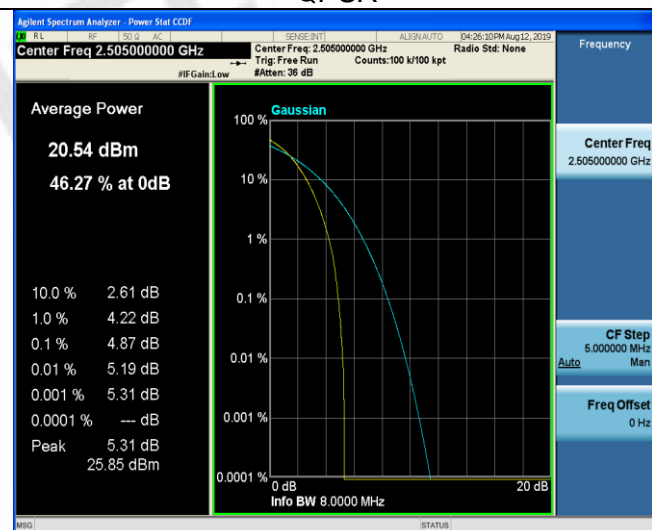 Agilent Spectrum Analyzer - Power Stat CCDF
LXI RL RF 50 Ω AC SENSE:INT ALIGN AUTO 04:26:10 PM Aug 12, 2019
Center Freq 2.505000000 GHz
Center Freq: 2.505000000 GHz Radio Std: None
Trig: Free Run Counts:100 k/100 kpt
#IFGain:Low #Atten: 36 dB
Frequency
Average Power
20.54 dBm
46.27 % at 0dB
10.0 % 2.61 dB
1.0 % 4.22 dB
0.1 % 4.87 dB
0.01 % 5.19 dB
0.001 % 5.31 dB
0.0001 % --- dB
Peak 5.31 dB
25.85 dBm
Gaussian
100 %
10 %
1 %
0.1 %
0.01 %
0.001 %
0.0001 %
0 dB 20 dB
Info BW 8.0000 MHz
Center Freq
2.505000000 GHz
CF Step
5.000000 MHz
Auto Man
Freq Offset
0 Hz
MSG STATUS